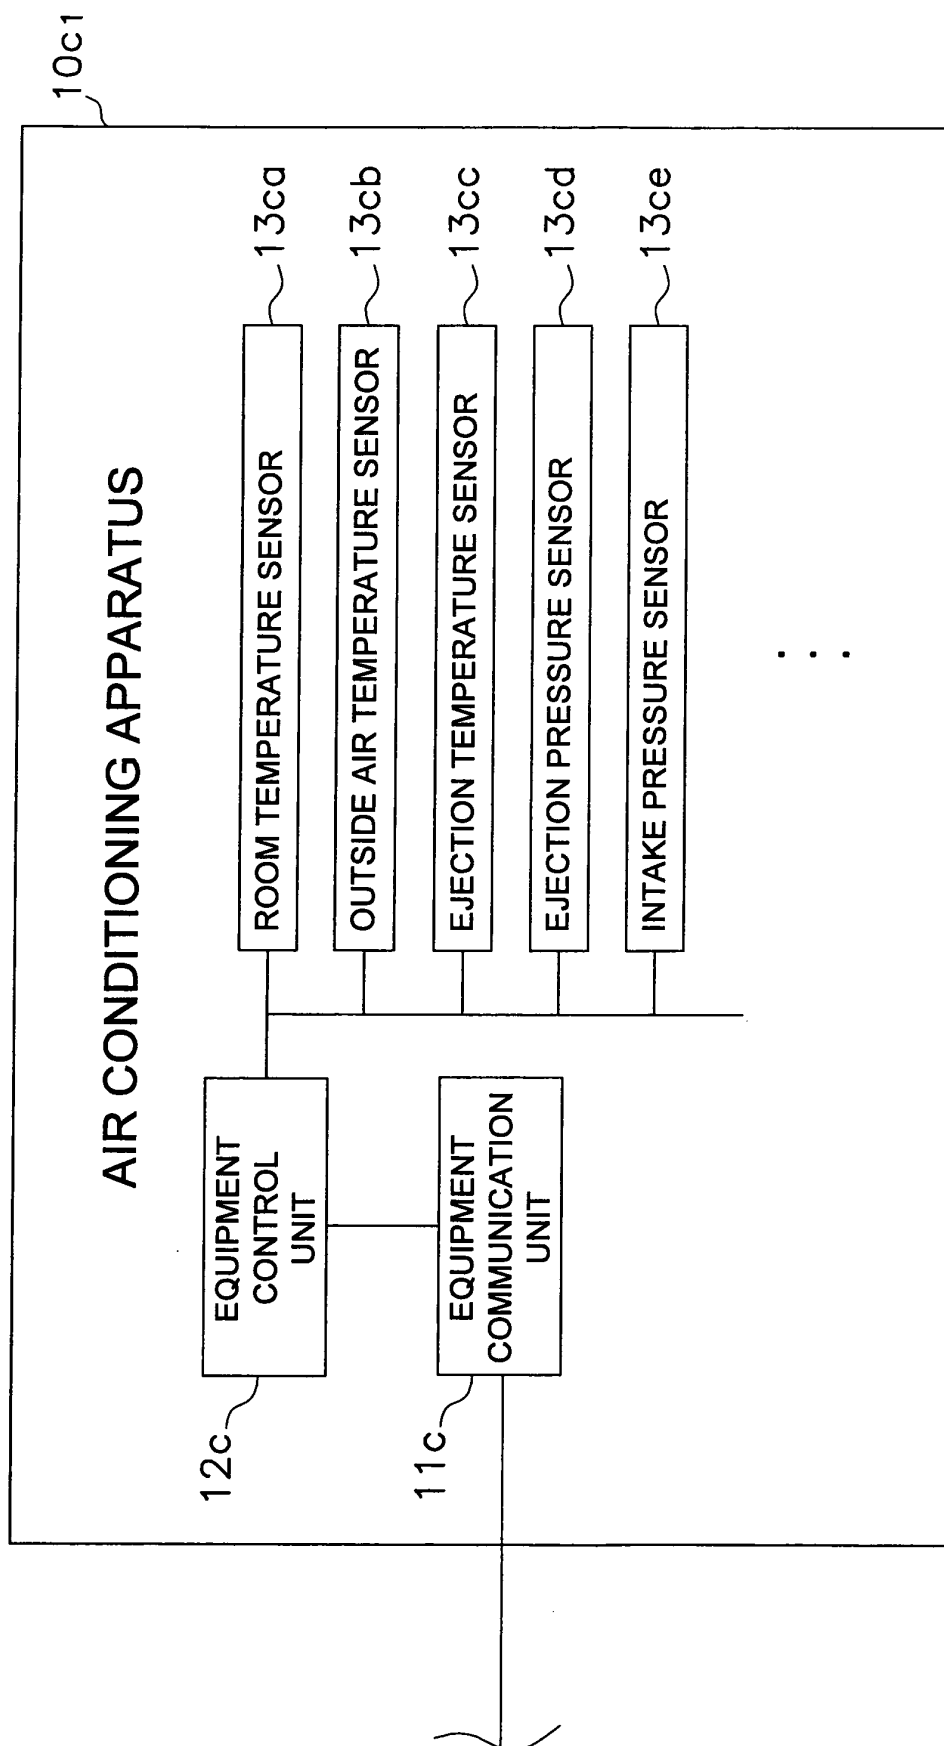 10c1
AIR CONDITIONING APPARATUS
12c
EQUIPMENT
CONTROL
UNIT
11c
EQUIPMENT
COMMUNICATION
UNIT
ROOM TEMPERATURE SENSOR
13ca
OUTSIDE AIR TEMPERATURE SENSOR
13cb
EJECTION TEMPERATURE SENSOR
13cc
EJECTION PRESSURE SENSOR
13cd
INTAKE PRESSURE SENSOR
13ce
...